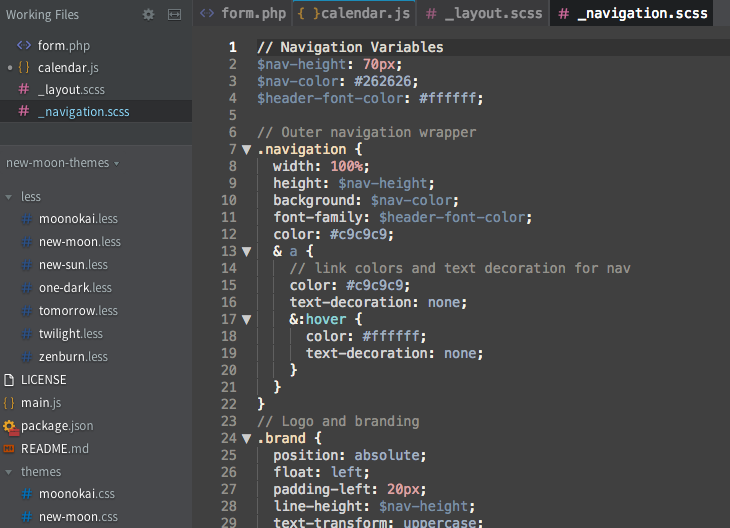 Working Files
form.php
calendar.js
_layout.scss
_navigation.scss
new-moon-themes
less
moonokai.less
new-moon.less
new-sun.less
one-dark.less
tomorrow.less
twilight.less
zenburn.less
LICENSE
main.js
package.json
README.md
themes
moonokai.css
new-moon.css
<> form.php { }calendar.js # _layout.scss # _navigation.scss
1 // Navigation Variables
2 $nav-height: 70px;
3 $nav-color: #262626;
4 $header-font-color: #ffffff;
5
6 // Outer navigation wrapper
7 .navigation {
8 width: 100%;
9 height: $nav-height;
10 background: $nav-color;
11 font-family: $header-font-color;
12 color: #c9c9c9;
13 & a {
14 // link colors and text decoration for nav
15 color: #c9c9c9;
16 text-decoration: none;
17 &:hover {
18 color: #ffffff;
19 text-decoration: none;
20 }
21 }
22 }
23 // Logo and branding
24 .brand {
25 position: absolute;
26 float: left;
27 padding-left: 20px;
28 line-height: $nav-height;
29 text-transform: uppercase;